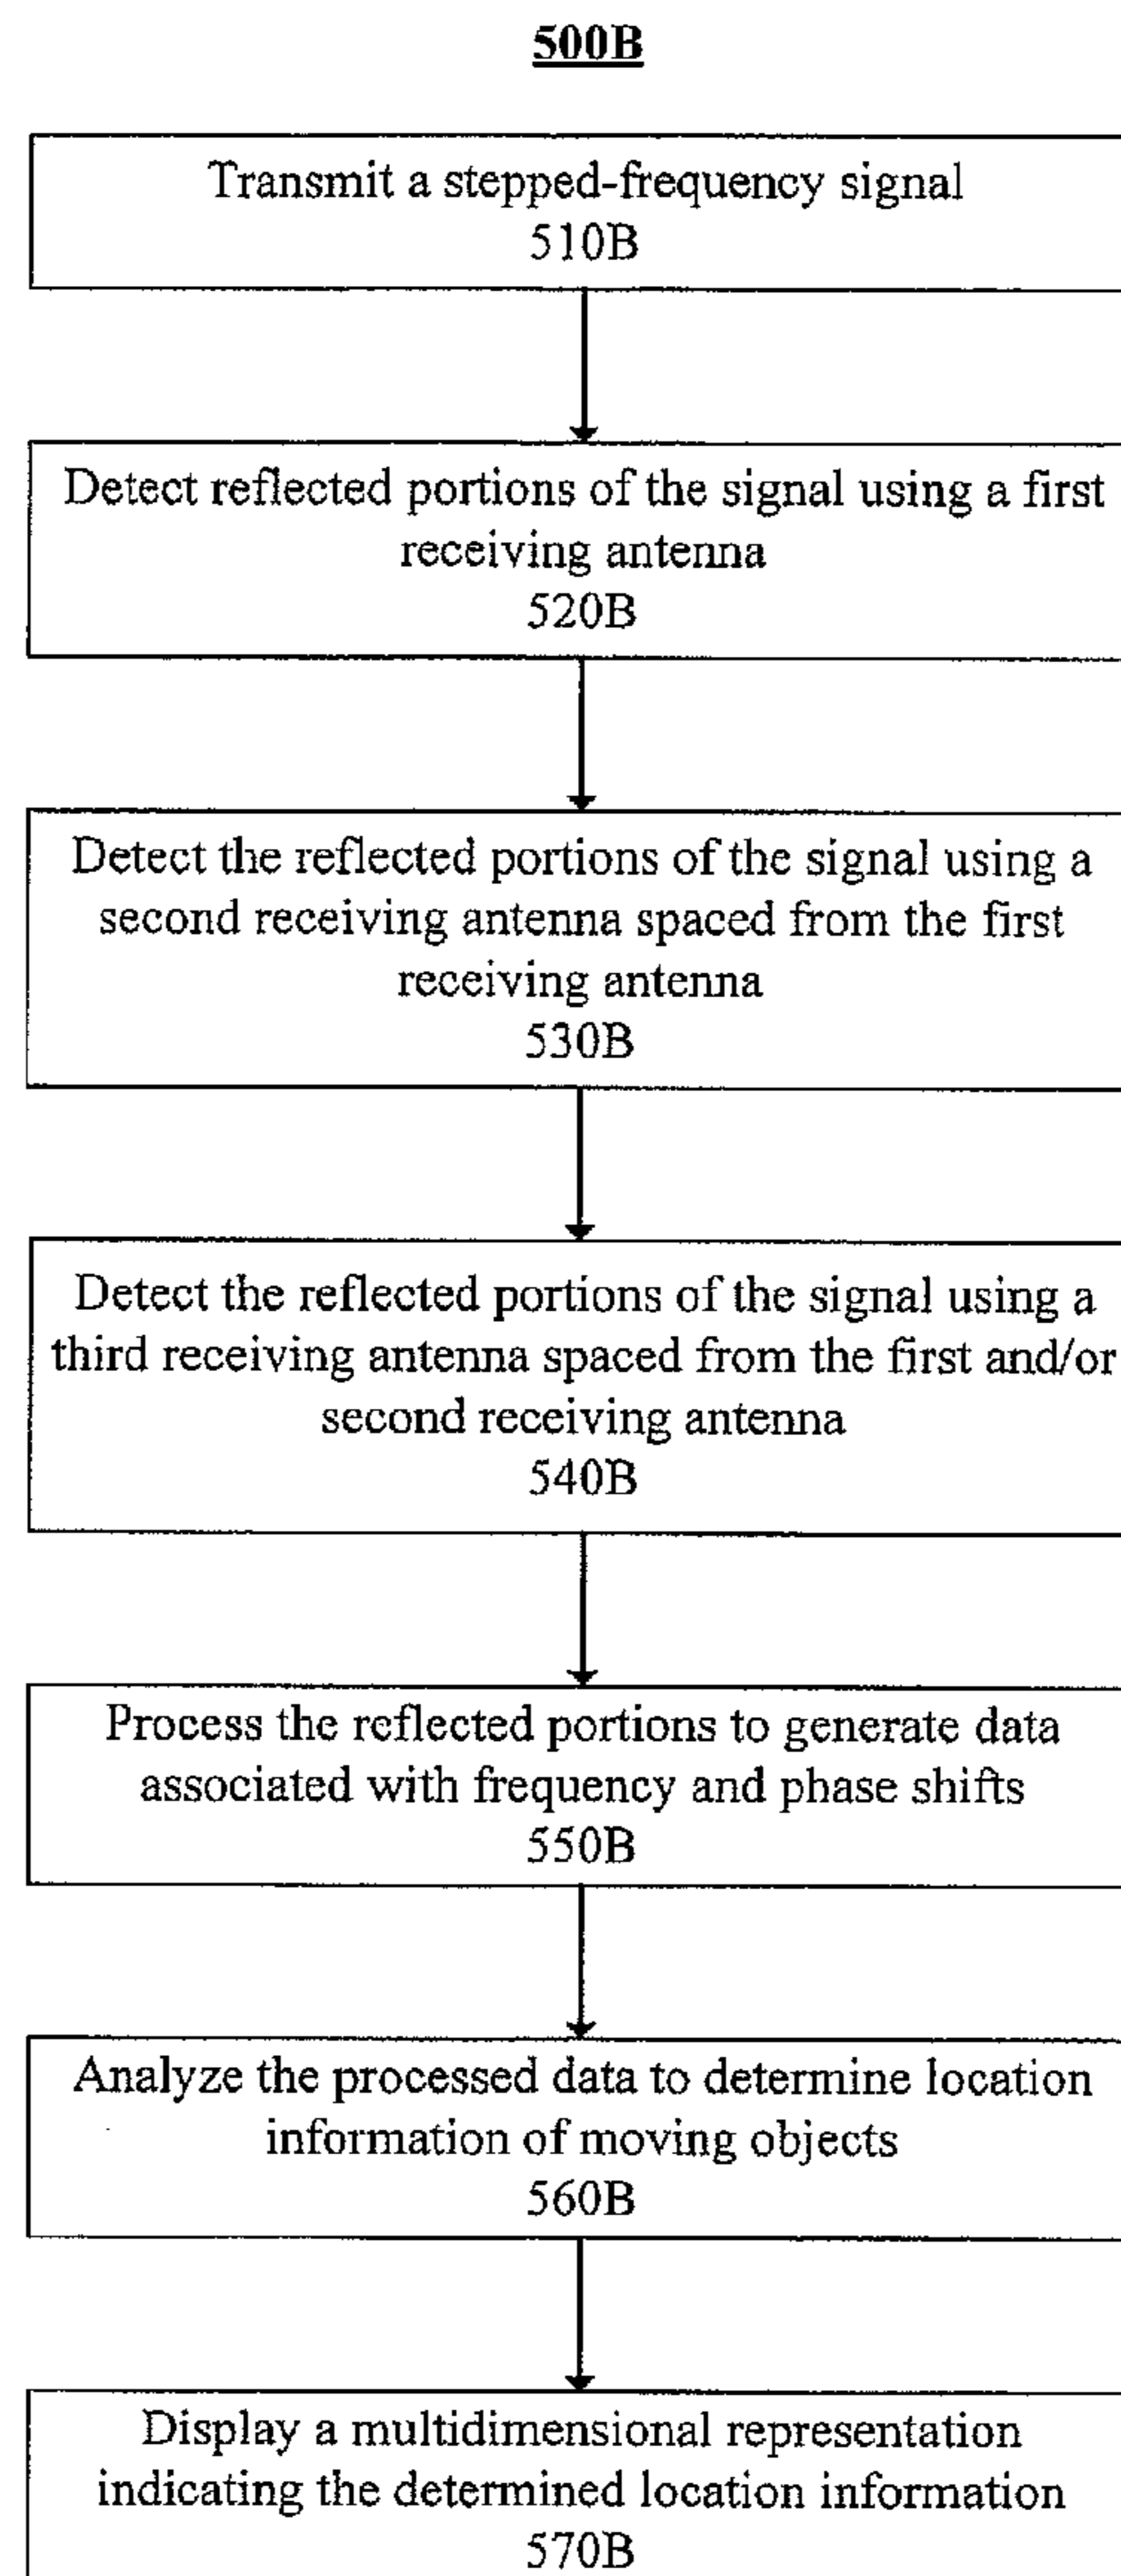 500B
Transmit a stepped-frequency signal
510B
Detect reflected portions of the signal using a first
receiving antenna
520B
Detect the reflected portions of the signal using a
second receiving antenna spaced from the first
receiving antenna
530B
Detect the reflected portions of the signal using a
third receiving antenna spaced from the first and/or
second receiving antenna
540B
Process the reflected portions to generate data
associated with frequency and phase shifts
550B
Analyze the processed data to determine location
information of moving objects
560B
Display a multidimensional representation
indicating the determined location information
570B